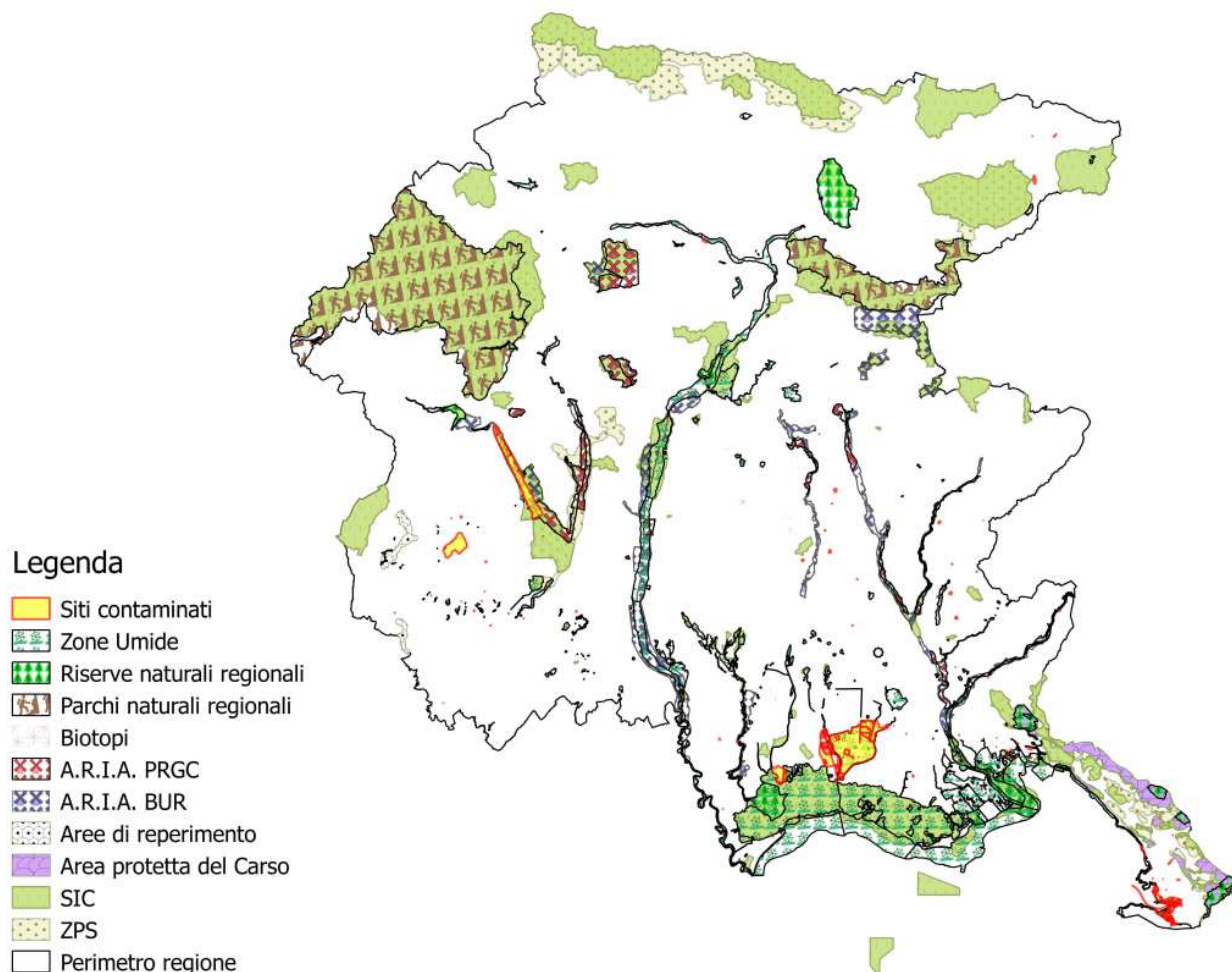 Legenda
Siti contaminati
Zone Umide
Riserve naturali regionali
Parchi naturali regionali
Biotopi
A.R.I.A. PRGC
A.R.I.A. BUR
Aree di reperimento
Area protetta del Carso
SIC
ZPS
Perimetro regione